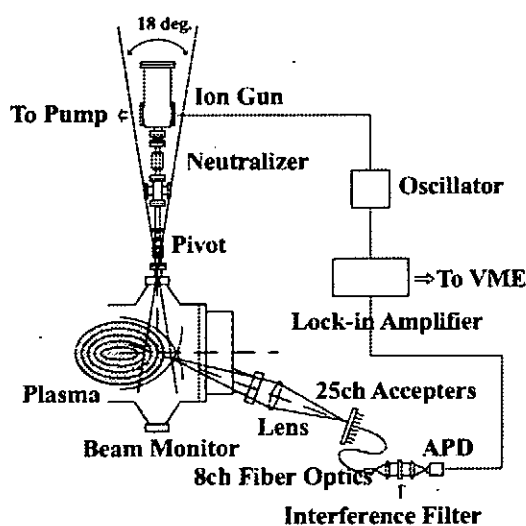 18 deg.
Ion Gun
To Pump
Neutralizer
Oscillator
Pivot
⇒To VME
Lock-in Amplifier
25ch Accepters
Plasma
Lens
Beam Monitor
APD
8ch Fiber Optics
Interference Filter